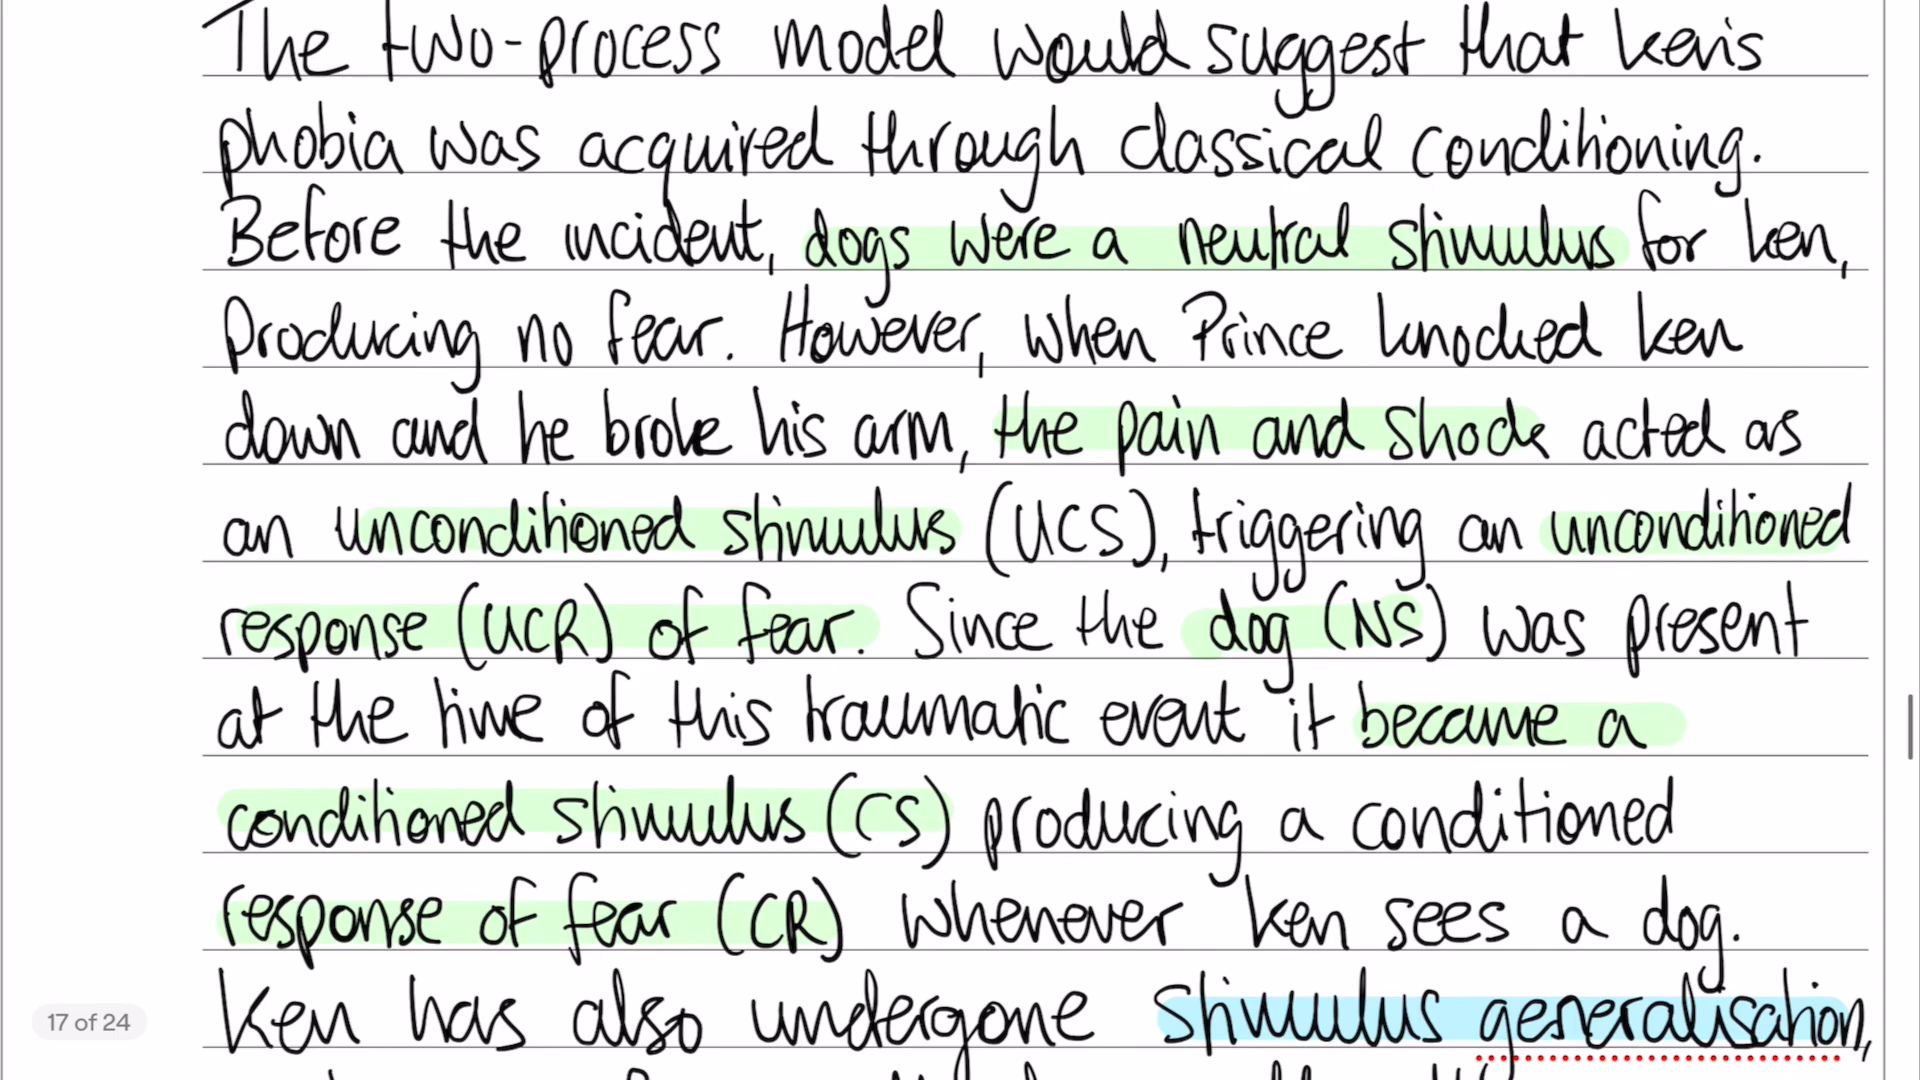 The two-process model would suggest that ken's
phobia was acquired through classical conditioning.
Before the incident, dogs were a neutral stimulus for ken,
producing no fear. However, when Prince knocked ken
down and he broke his arm, the pain and shock acted as
an unconditioned stimulus (UCS), triggering an unconditioned
response (UCR) of fear. Since the dog (NS) was present
at the time of this traumatic event it became a
conditioned stimulus (CS) producing a conditioned
response of fear (CR) whenever ken sees a dog.
Ken has also undergone stimulus generalisation,
17 of 24